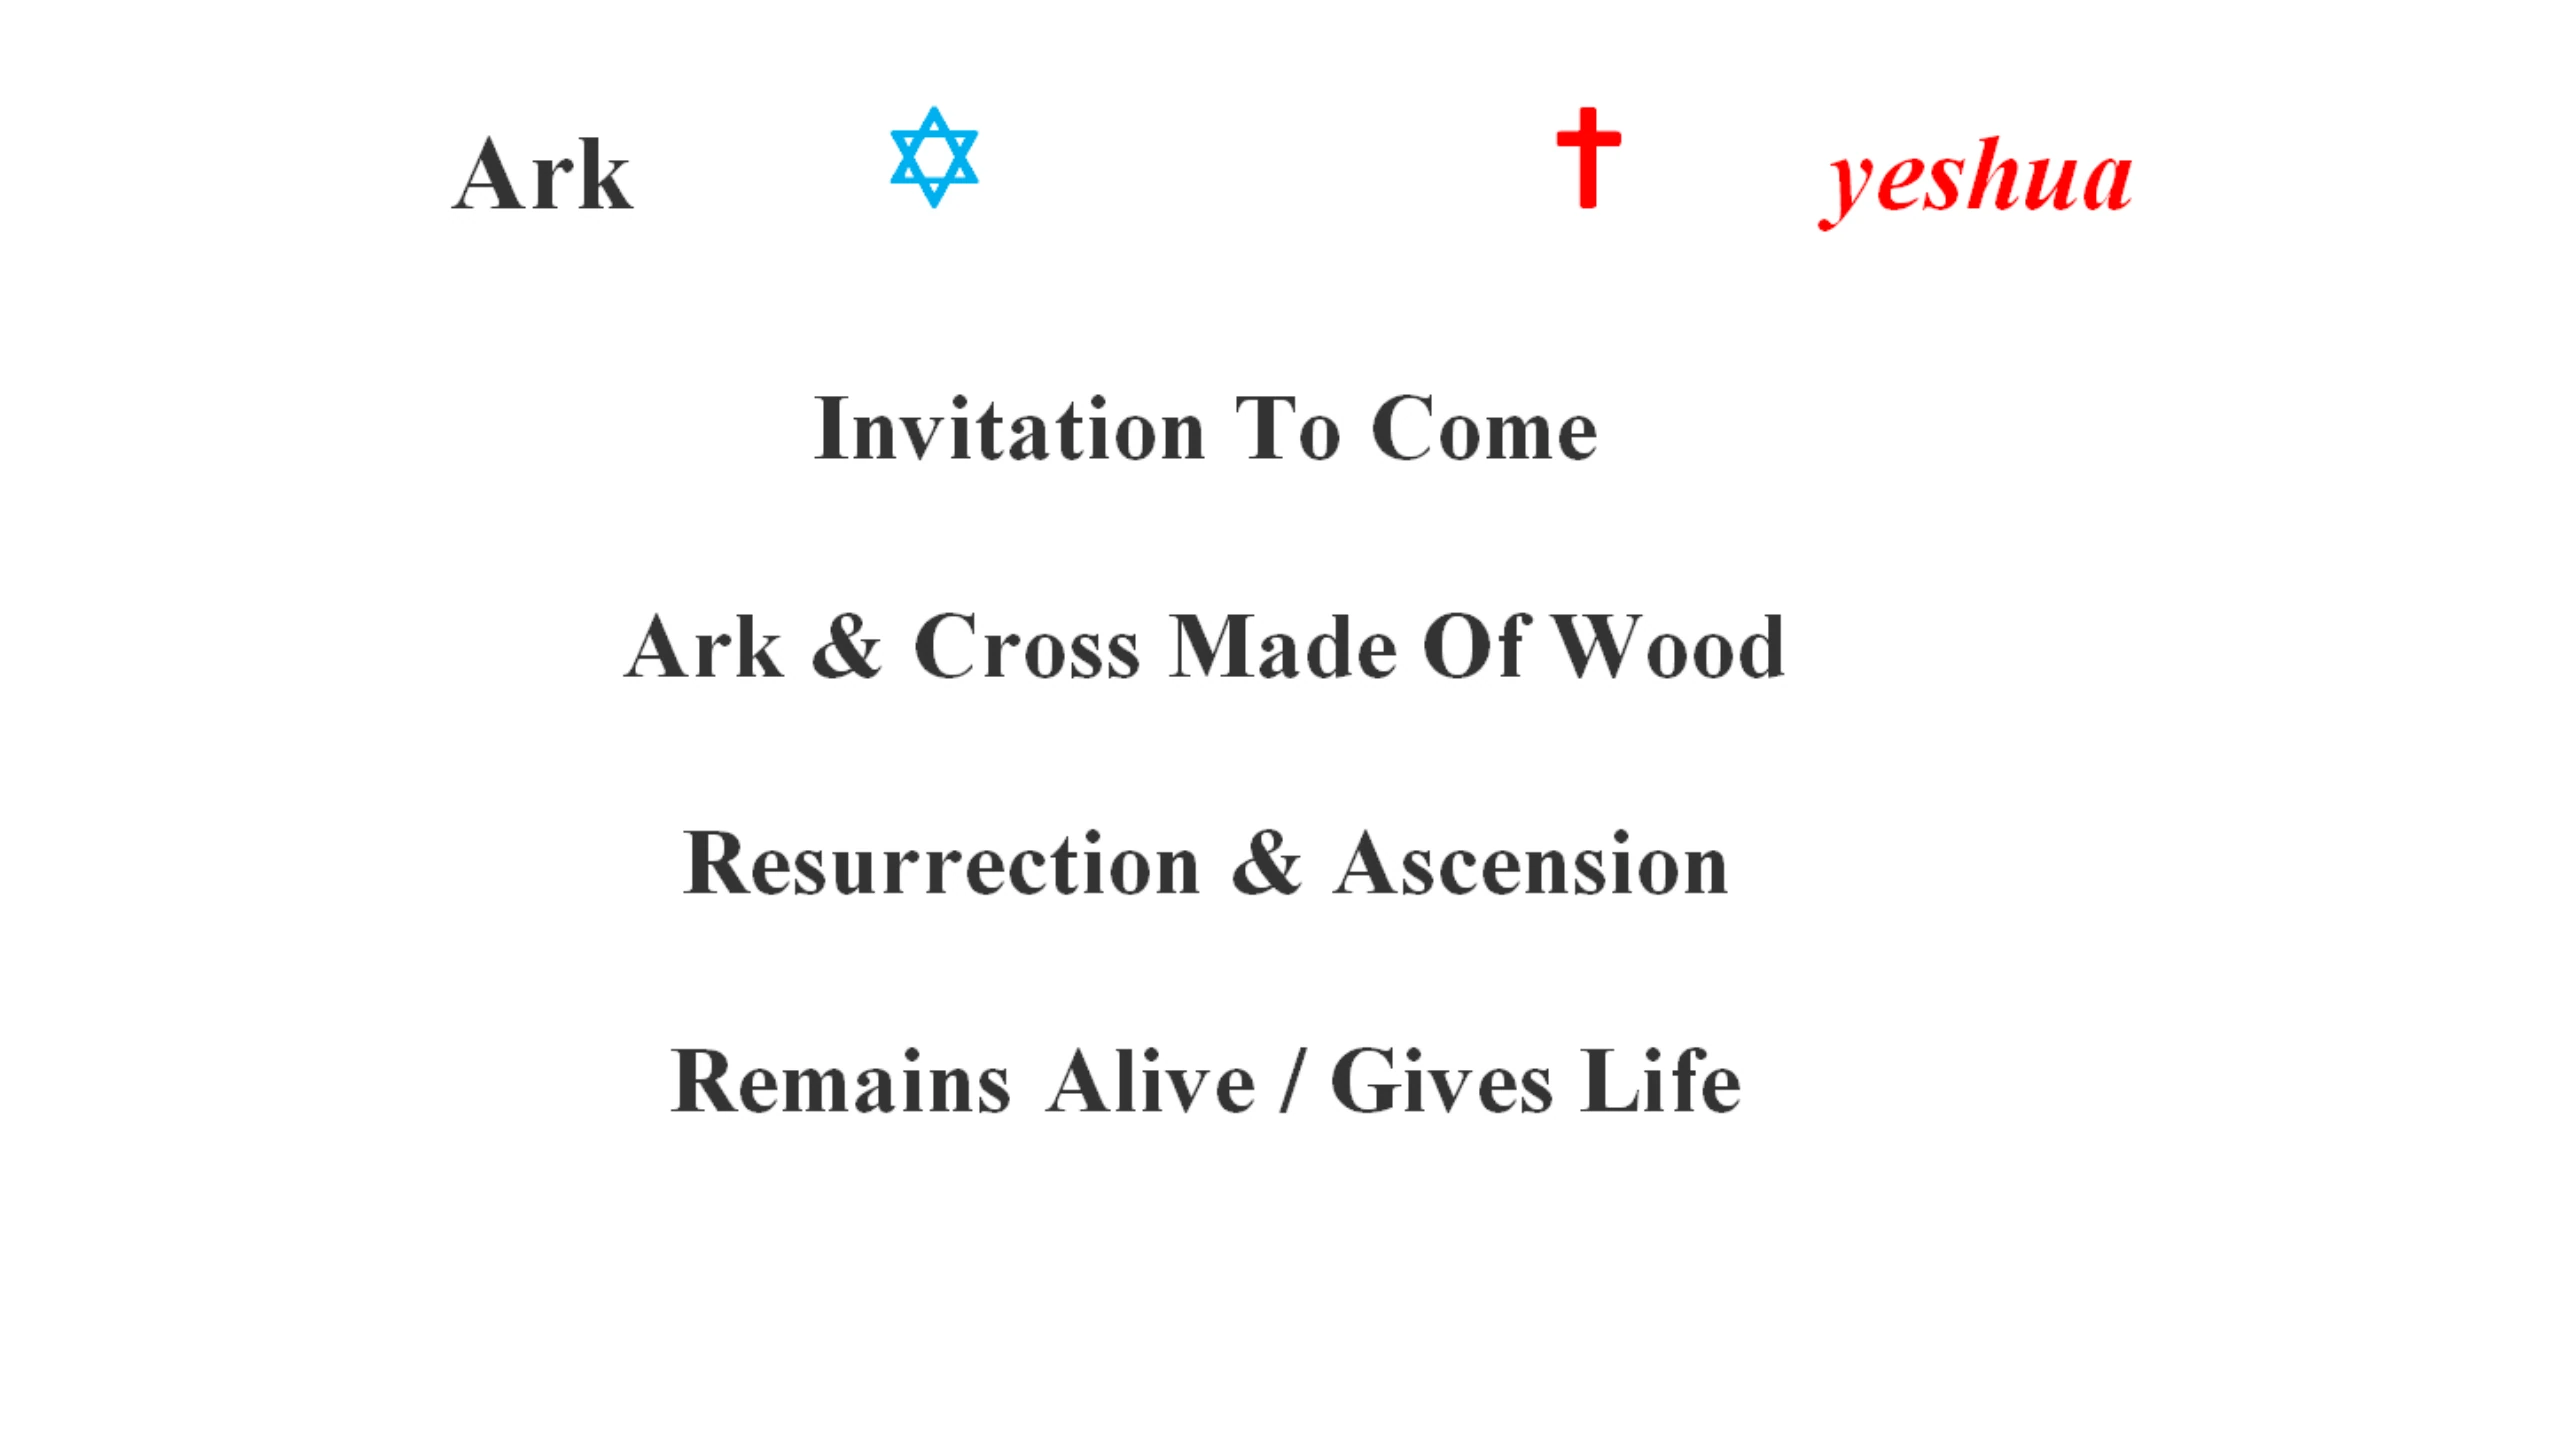 Ark ✡ ✝ yeshua
Invitation To Come
Ark & Cross Made Of Wood
Resurrection & Ascension
Remains Alive / Gives Life